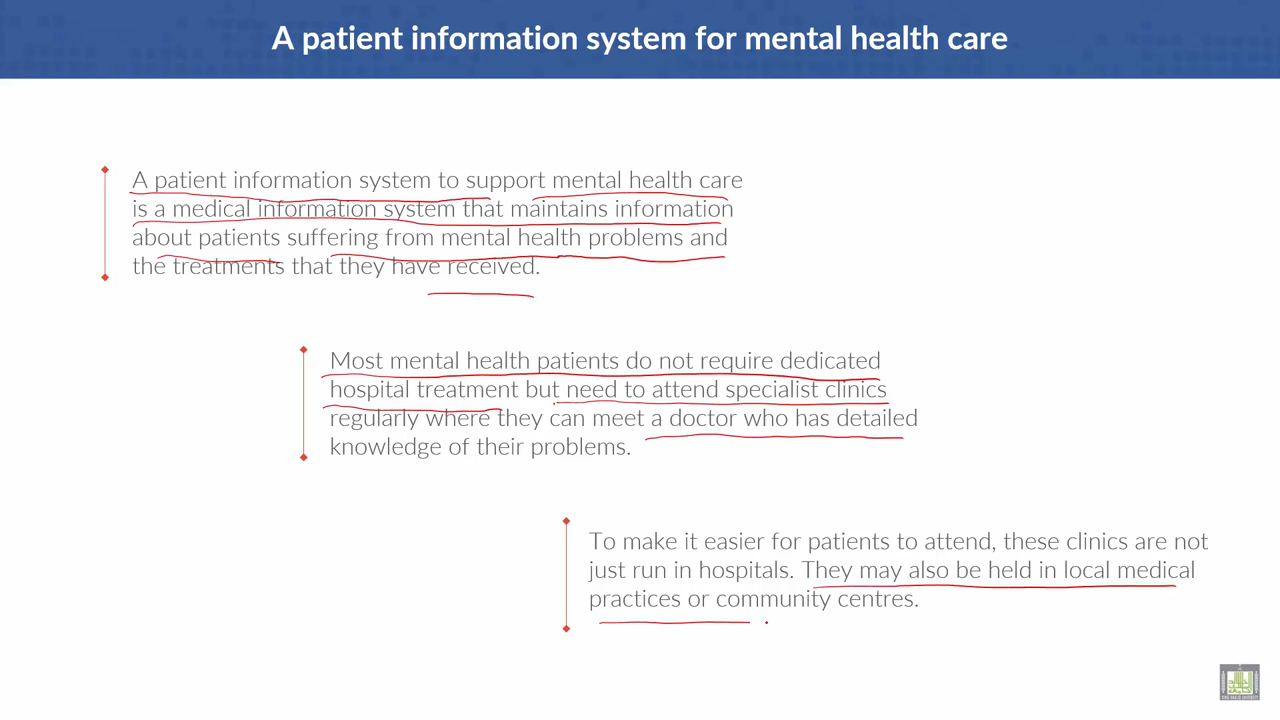 A patient information system for mental health care
A patient information system to support mental health care
is a medical information system that maintains information
about patients suffering from mental health problems and
the treatments that they have received.
Most mental health patients do not require dedicated
hospital treatment but need to attend specialist clinics
regularly where they can meet a doctor who has detailed
knowledge of their problems.
To make it easier for patients to attend, these clinics are not
just run in hospitals. They may also be held in local medical
practices or community centres.